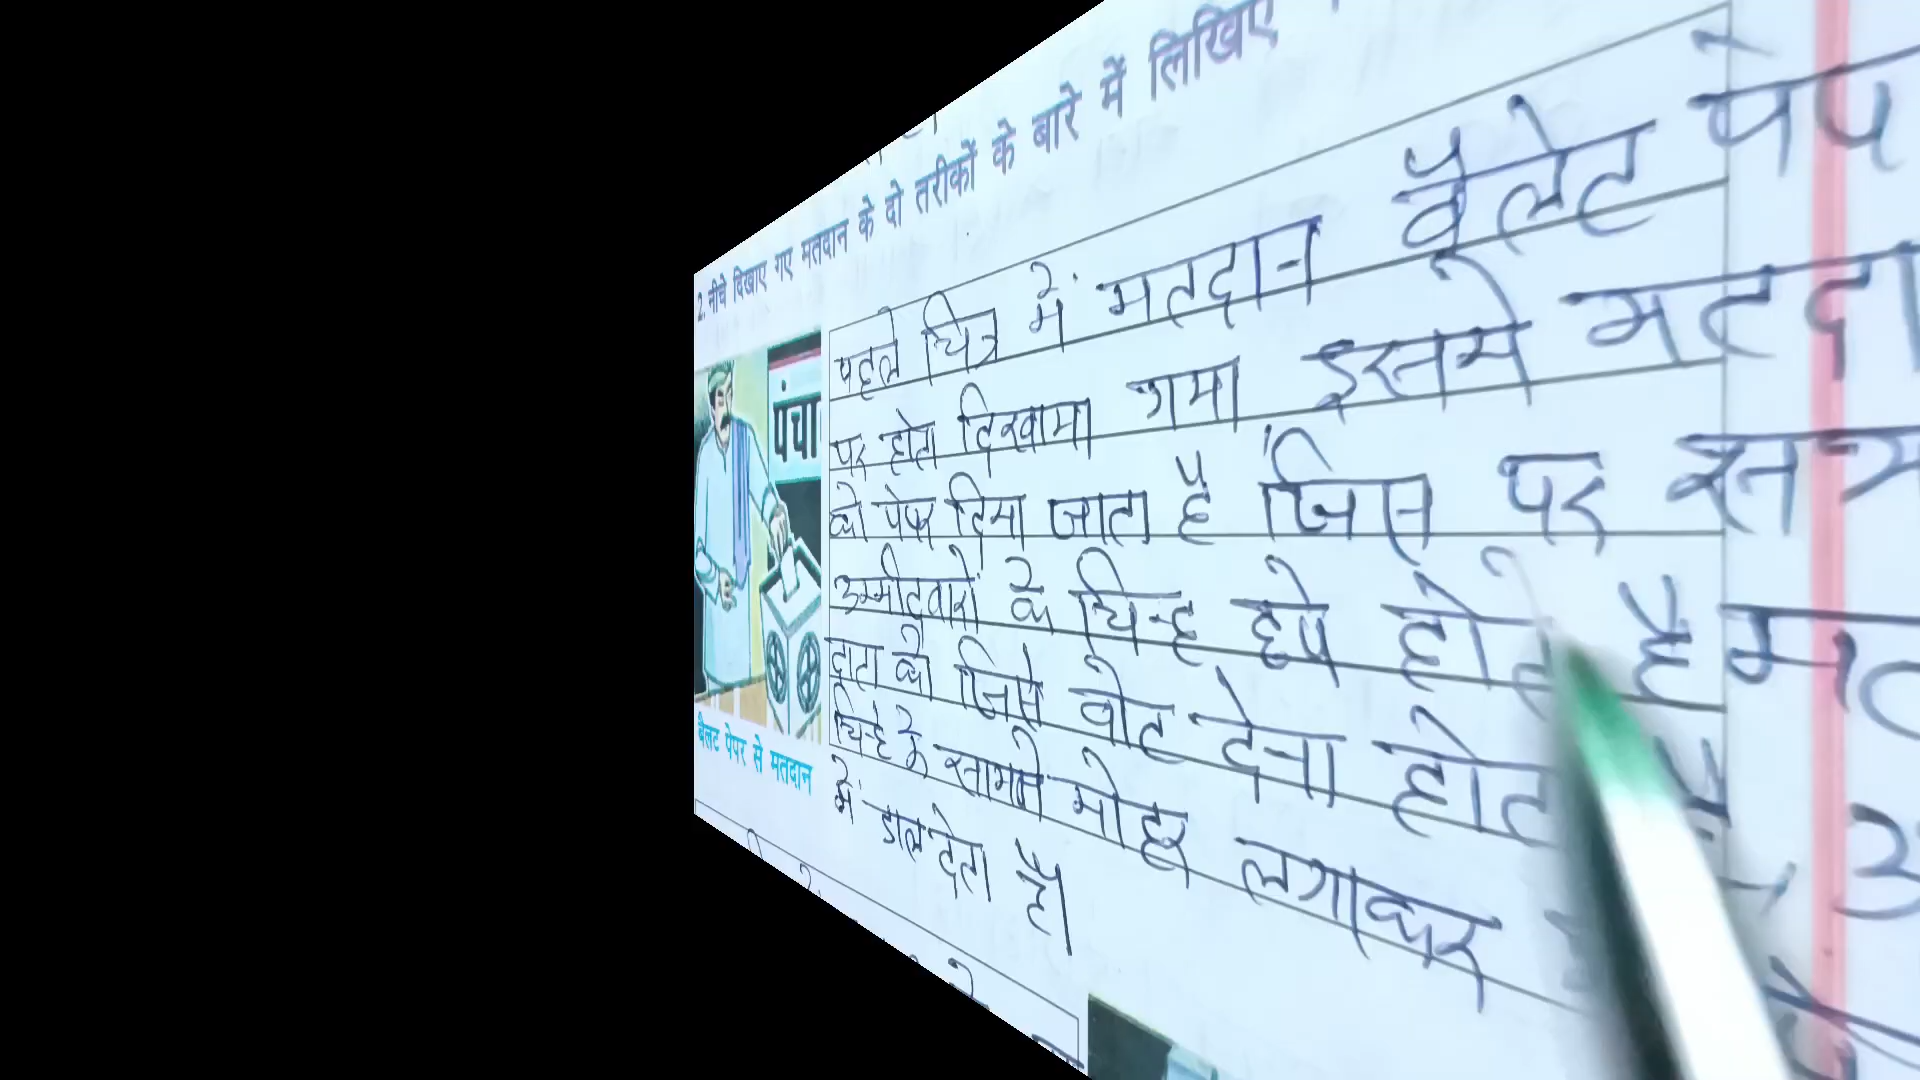 2. नीचे दिखाए गए मतदान के दो तरीकों के बारे में लिखिए
पहले चित्र में मतदान बैलेट पेप
पर होता दिखाया गया इसमे मतदा
को पेपर दिया जाता है जिस पर
उम्मीदवारों के चिन्ह छपे होते है मत
दाता को जिसे वोट देना होता
चिन्ह के सामने मोहर लगाकर
में डाल देता है।
पंचा
बैलट पेपर से मतदान